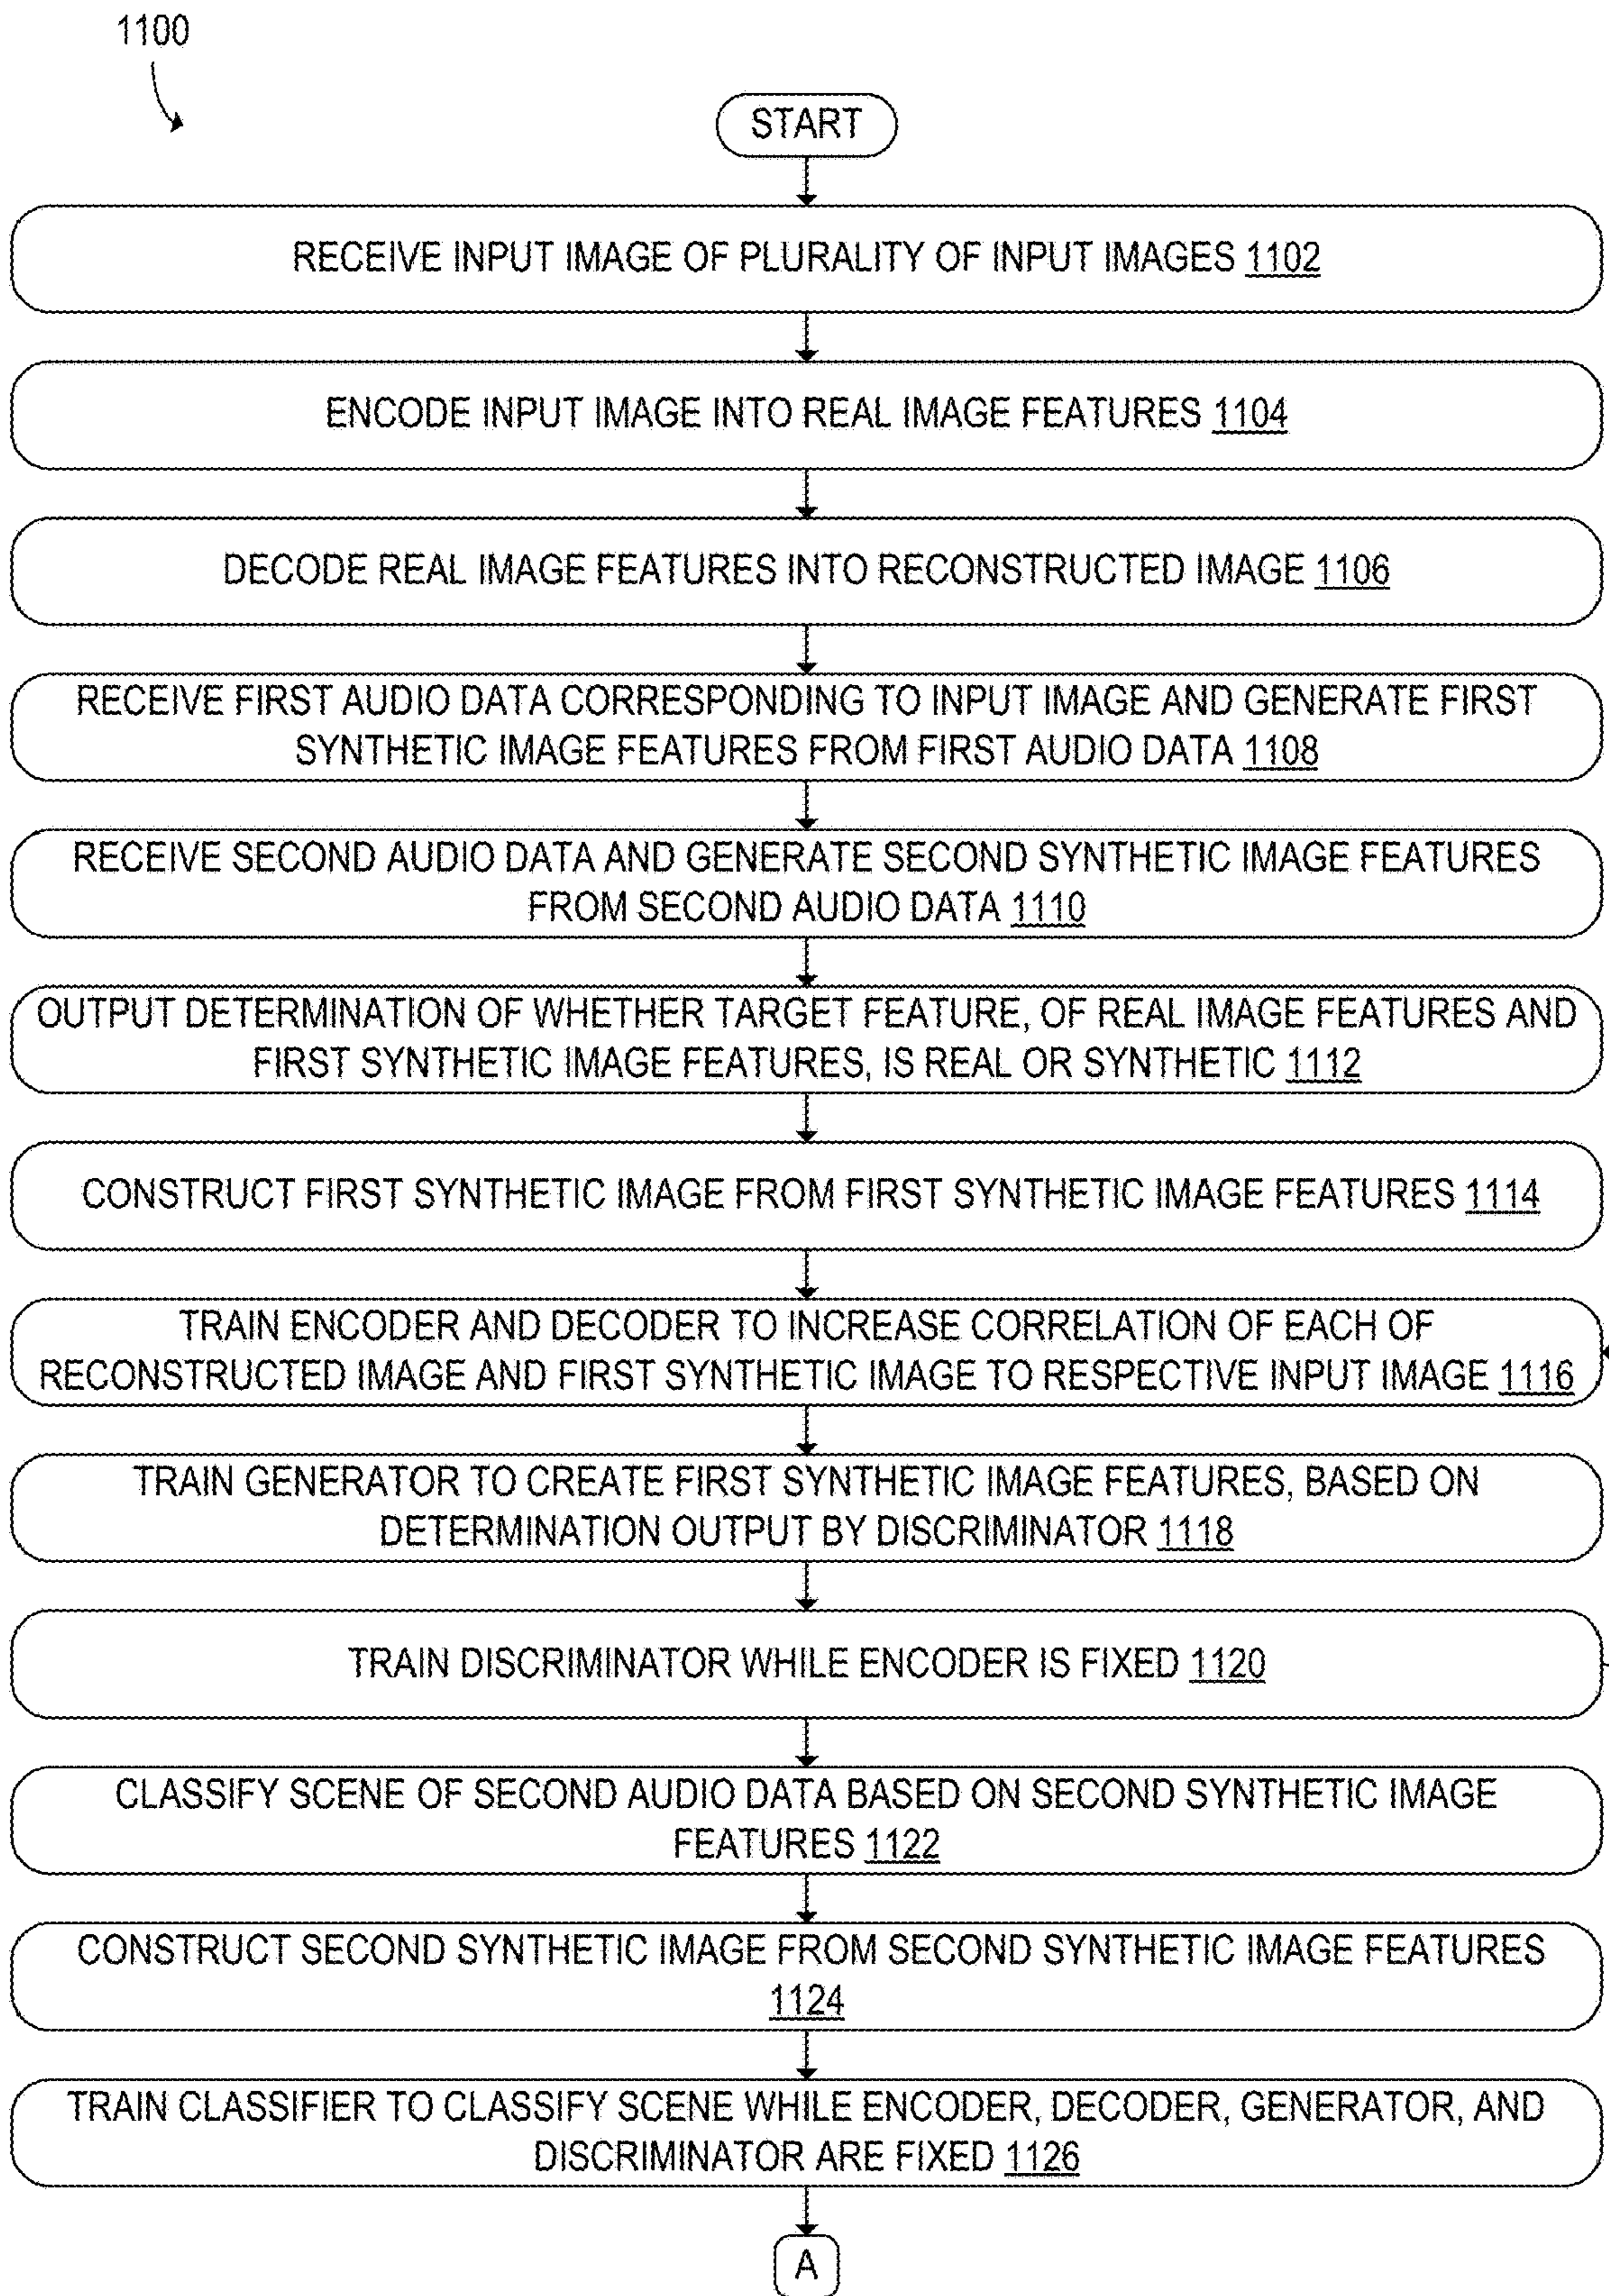 1100
START
RECEIVE INPUT IMAGE OF PLURALITY OF INPUT IMAGES 1102
ENCODE INPUT IMAGE INTO REAL IMAGE FEATURES 1104
DECODE REAL IMAGE FEATURES INTO RECONSTRUCTED IMAGE 1106
RECEIVE FIRST AUDIO DATA CORRESPONDING TO INPUT IMAGE AND GENERATE FIRST
SYNTHETIC IMAGE FEATURES FROM FIRST AUDIO DATA 1108
RECEIVE SECOND AUDIO DATA AND GENERATE SECOND SYNTHETIC IMAGE FEATURES
FROM SECOND AUDIO DATA 1110
OUTPUT DETERMINATION OF WHETHER TARGET FEATURE, OF REAL IMAGE FEATURES AND
FIRST SYNTHETIC IMAGE FEATURES, IS REAL OR SYNTHETIC 1112
CONSTRUCT FIRST SYNTHETIC IMAGE FROM FIRST SYNTHETIC IMAGE FEATURES 1114
TRAIN ENCODER AND DECODER TO INCREASE CORRELATION OF EACH OF
RECONSTRUCTED IMAGE AND FIRST SYNTHETIC IMAGE TO RESPECTIVE INPUT IMAGE 1116
TRAIN GENERATOR TO CREATE FIRST SYNTHETIC IMAGE FEATURES, BASED ON
DETERMINATION OUTPUT BY DISCRIMINATOR 1118
TRAIN DISCRIMINATOR WHILE ENCODER IS FIXED 1120
CLASSIFY SCENE OF SECOND AUDIO DATA BASED ON SECOND SYNTHETIC IMAGE
FEATURES 1122
CONSTRUCT SECOND SYNTHETIC IMAGE FROM SECOND SYNTHETIC IMAGE FEATURES
1124
TRAIN CLASSIFIER TO CLASSIFY SCENE WHILE ENCODER, DECODER, GENERATOR, AND
DISCRIMINATOR ARE FIXED 1126
A